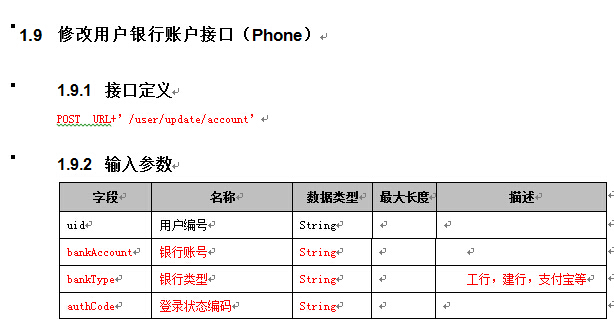 1.9 修改用户银行账户接口（Phone）
1.9.1 接口定义
POST URL+’/user/update/account’
1.9.2 输入参数
字段 名称 数据类型 最大长度 描述
uid 用户编号 String
bankAccount 银行账号 String
bankType 银行类型 String 工行，建行，支付宝等
authCode 登录状态编码 String